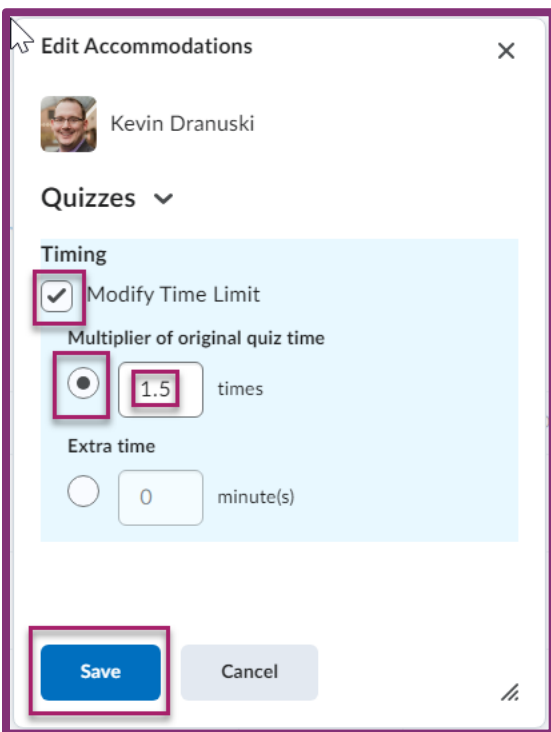 Edit Accommodations
Kevin Dranuski
Quizzes
Timing
Modify Time Limit
Multiplier of original quiz time
1.5 times
Extra time
0 minute(s)
Save Cancel